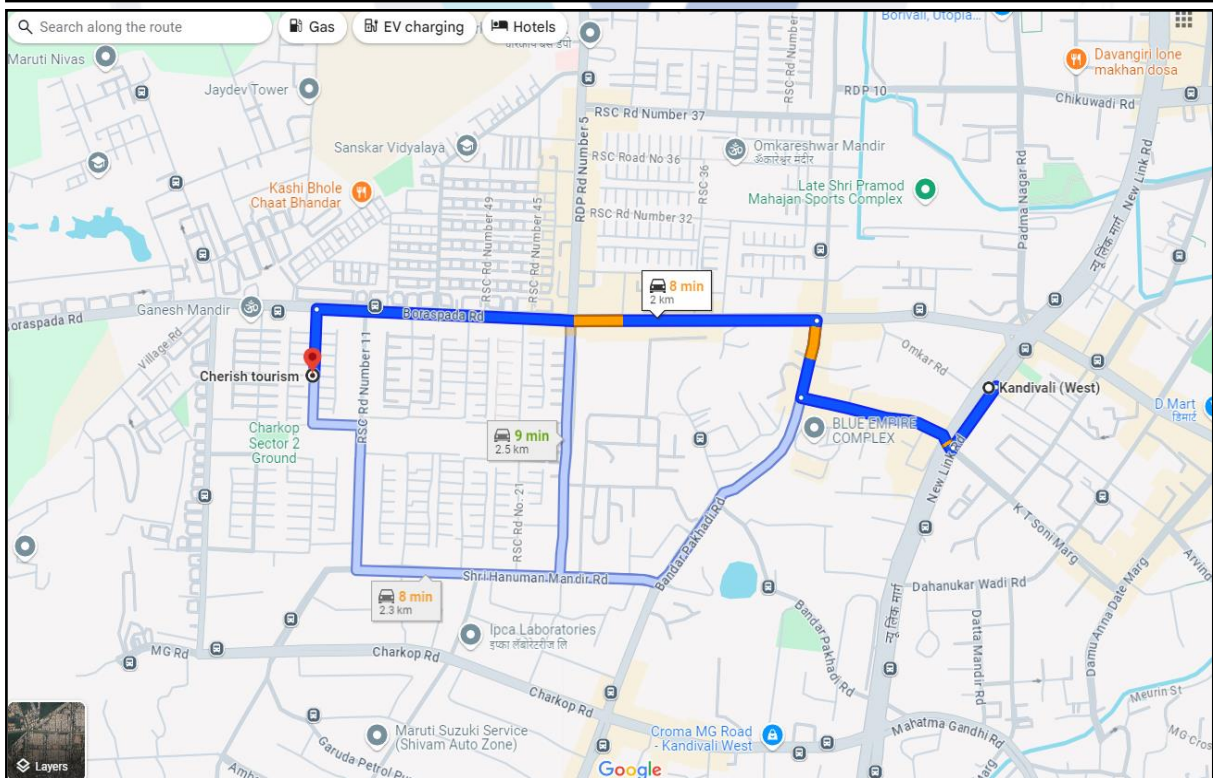 Search along the route
Gas
EV charging
Hotels
Borivali, Utopia...
Maruti Nivas
Davangiri lone
makhan dosa
Jaydev Tower
RDP 10
Chikuwadi Rd
RSC Rd Number
RSC Rd Number 37
RDP Rd Number 5
Sanskar Vidyalaya
RSC Road No 36
RSC-36
Omkareshwar Mandir
ॐकारेश्वर मंदीर
Kashi Bhole
Chaat Bhandar
Late Shri Pramod
Mahajan Sports Complex
RSC Rd Number 32
RSC Rd Number 49
RSC Rd Number 45
Padma Nagar Rd
New Link Rd
न्यू लिंक मार्ग
8 min
2 km
Ganesh Mandir
Boraspada Rd
Boraspada Rd
Village Rd
Omkar Rd
RSC Rd Number 11
Cherish tourism
Kandivali (West)
D Mart
डिमार्ट
Charkop
Sector 2
Ground
9 min
2.5 km
BLUE EMPIRE
COMPLEX
New Link Rd
RSC Rd No. 21
K T Soni Marg
Bandar Pakhadi Rd
Shri Hanuman Mandir Rd
8 min
2.3 km
Dahanukar Wadi Rd
Arvind
न्यू लिंक मार्ग
Datta Mandir Rd
Damu Anna Date Marg
Bandar Pakhadi Rd
Ipca Laboratories
इप्का लॅबोरेटरीज लि
MG Rd
Charkop Rd
Charkop Rd
Meurin St
Maruti Suzuki Service
(Shivam Auto Zone)
Croma MG Road
- Kandivali West
Mahatma Gandhi Rd
MG Cros
Garuda Petrol
Layers
Google